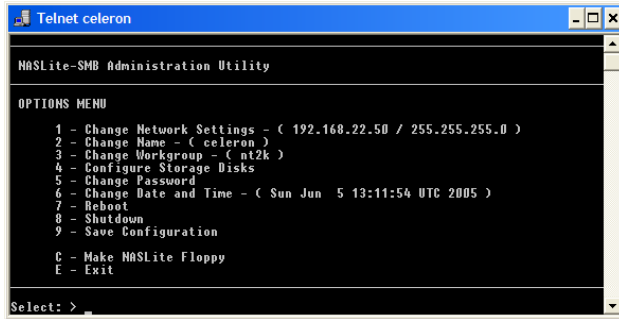 Telnet celeron
NASLite-SMB Administration Utility
OPTIONS MENU
1 - Change Network Settings - ( 192.168.22.50 / 255.255.255.0 )
2 - Change Name - ( celeron )
3 - Change Workgroup - ( nt2k )
4 - Configure Storage Disks
5 - Change Password
6 - Change Date and Time - ( Sun Jun  5 13:11:54 UTC 2005 )
7 - Reboot
8 - Shutdown
9 - Save Configuration
C - Make NASLite Floppy
E - Exit
Select: > _